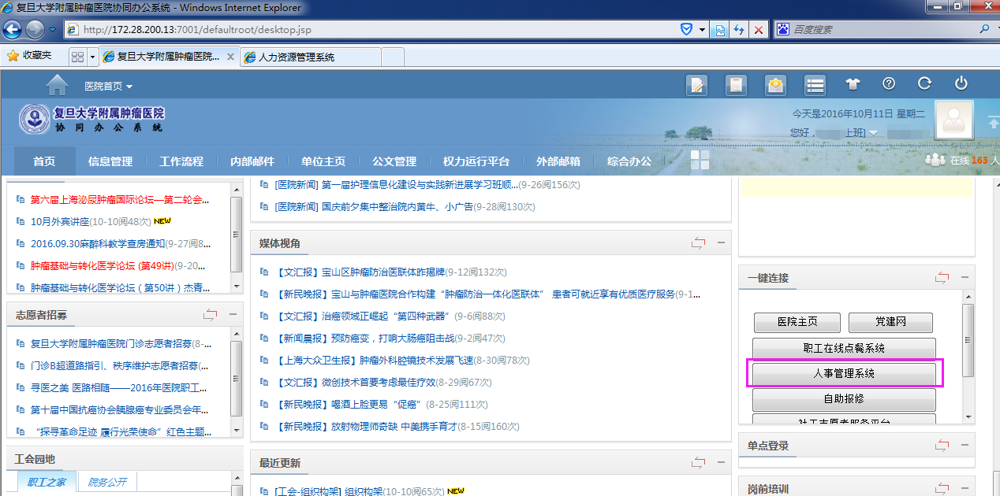 复旦大学附属肿瘤医院协同办公系统 - Windows Internet Explorer
http://172.28.200.13:7001/defaultroot/desktop.jsp
百度搜索
收藏夹
复旦大学附属肿瘤医院...
人力资源管理系统
医院首页
复旦大学附属肿瘤医院
协同办公系统
今天是2016年10月11日 星期二
您好，
上班]
首页 信息管理 工作流程 内部邮件 单位主页 公文管理 权力运行平台 外部邮箱 综合办公
在线 163 人
第六届上海泌尿肿瘤国际论坛—第二轮会...
10月外宾讲座(10-10阅48次) NEW
2016.09.30麻醉科教学查房通知(9-27阅8...
肿瘤基础与转化医学论坛 (第49讲)(9-20...
肿瘤基础与转化医学论坛（第50讲）杰青...
志愿者招募
复旦大学附属肿瘤医院门诊志愿者招募(8-...
门诊B超道路指引、秩序维护志愿者招募(...
寻医之美 医路相随——2016年医院职工...
第十届中国抗癌协会胰腺癌专业委员会年...
“探寻革命足迹 履行光荣使命”红色主题...
工会园地
职工之家 院务公开
[医院新闻] 第一届护理信息化建设与实践新进展学习班顺...(9-26阅156次)
[医院新闻] 国庆前夕集中整治院内黄牛、小广告(9-28阅130次)
媒体视角
【文汇报】宝山区肿瘤防治医联体昨揭牌(9-12阅132次)
【新民晚报】宝山与肿瘤医院合作构建“肿瘤防治一体化医联体” 患者可就近享有优质医疗服务(9-1...
【文汇报】治癌领域正崛起“第四种武器”(9-6阅88次)
【新闻晨报】预防癌变，打响大肠癌阻击战(9-2阅47次)
【上海大众卫生报】肿瘤外科腔镜技术发展飞速(8-30阅78次)
【文汇报】微创技术首要考虑最佳疗效(8-29阅67次)
【新民晚报】喝酒上脸更易“促癌”(8-25阅111次)
【新民晚报】放射物理师奇缺 中美携手育才(8-15阅160次)
最近更新
[工会-组织构架] 组织构架(10-10阅65次) NEW
一键连接
医院主页
党建网
职工在线点餐系统
人事管理系统
自助报修
社工志愿者服务平台
单点登录
岗前培训